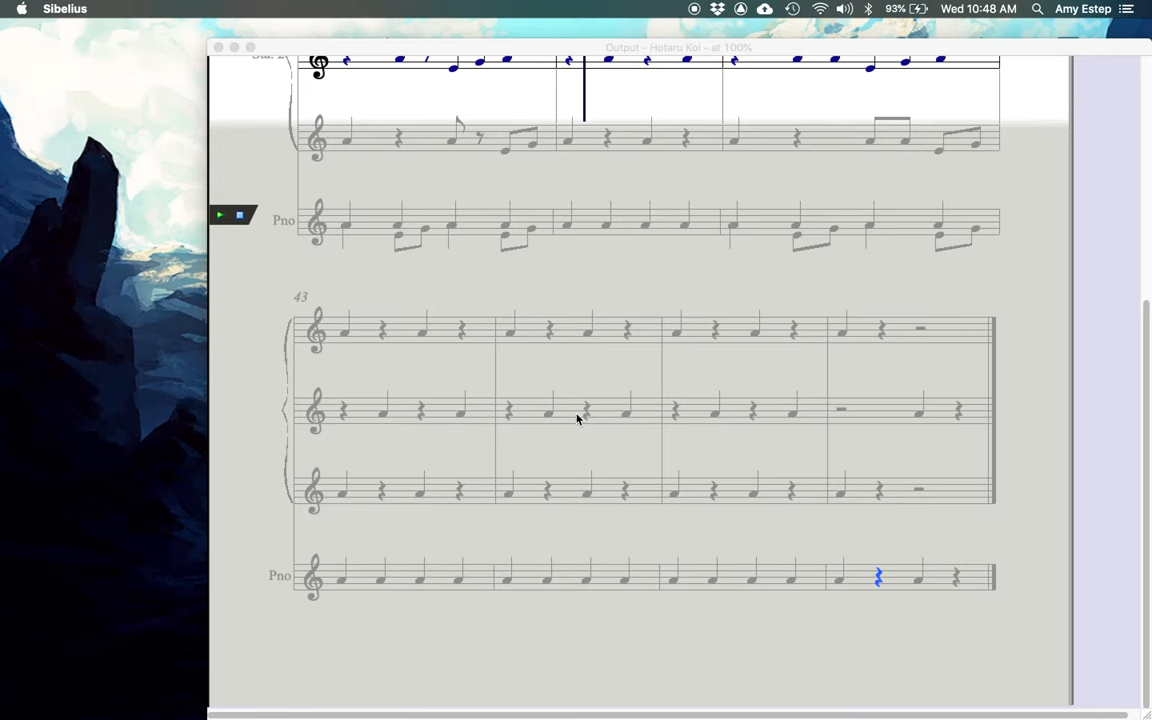 Sibelius 93% Wed 10:48 AM Amy Estep
Output - Hotaru Koi - at 100%
Pno
43
Pno